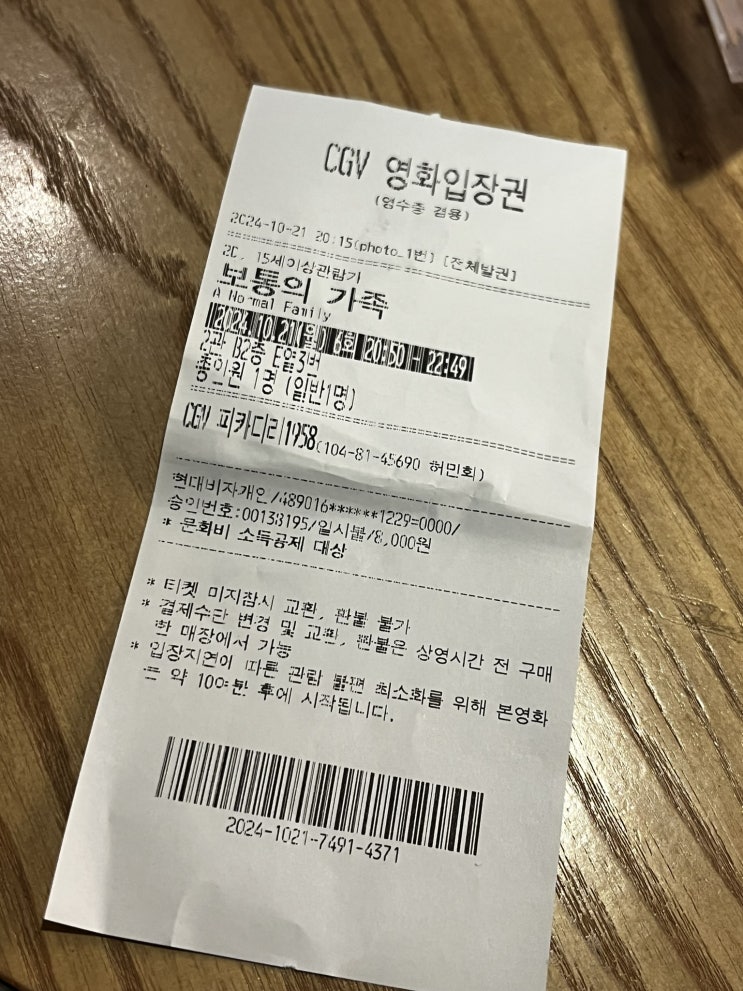 CGV 영화입장권
(영수증 겸용)
2024-10-21 20:15(photo_1번) [전체발권]
2D, 15세이상관람가
보통의 가족
A Normal Family
2024.10.21(월) 6회 20:50 - 22:49
2관 B2층 E열3번
총인원 1명 (일반1명)
CGV 피카디리1958(104-81-45690 허민회)
현대비자개인/489016******1229=0000/
승인번호:00138195/일시불/8,000원
* 문화비 소득공제 대상
* 티켓 미지참시 교환, 환불 불가
* 결제수단 변경 및 교환, 환불은 상영시간 전 구매
한 매장에서 가능
* 입장지연에 따른 관람 불편 최소화를 위해 본영화
는 약 10여분 후에 시작됩니다.
2024-1021-7491-4371